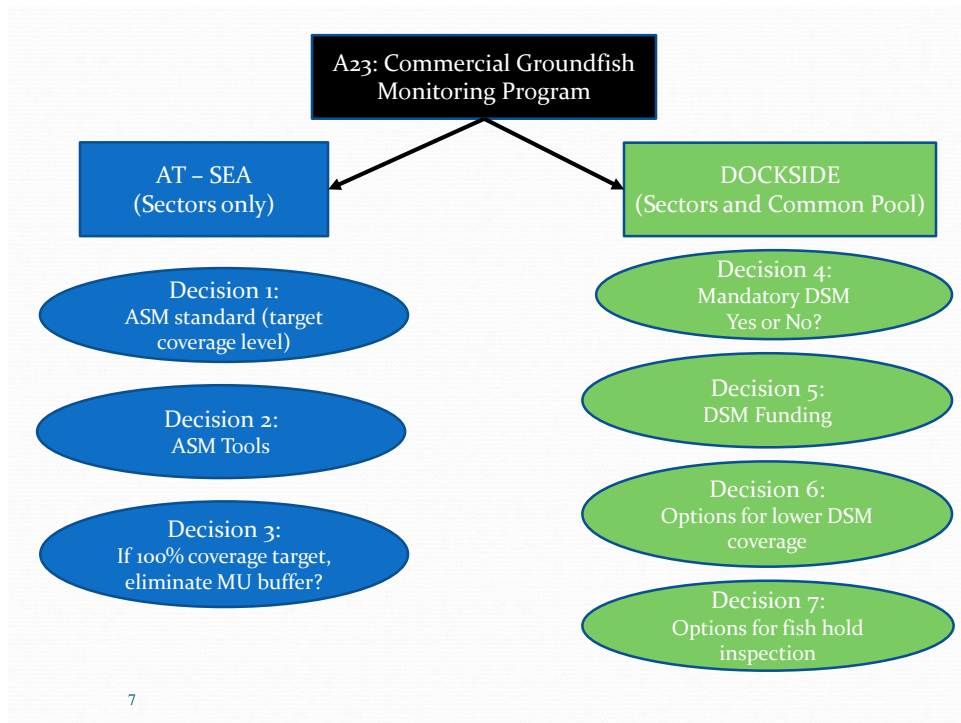 A23: Commercial Groundfish
Monitoring Program
AT – SEA
(Sectors only)
DOCKSIDE
(Sectors and Common Pool)
Decision 1:
ASM standard (target
coverage level)
Decision 2:
ASM Tools
Decision 3:
If 100% coverage target,
eliminate MU buffer?
Decision 4:
Mandatory DSM
Yes or No?
Decision 5:
DSM Funding
Decision 6:
Options for lower DSM
coverage
Decision 7:
Options for fish hold
inspection
7